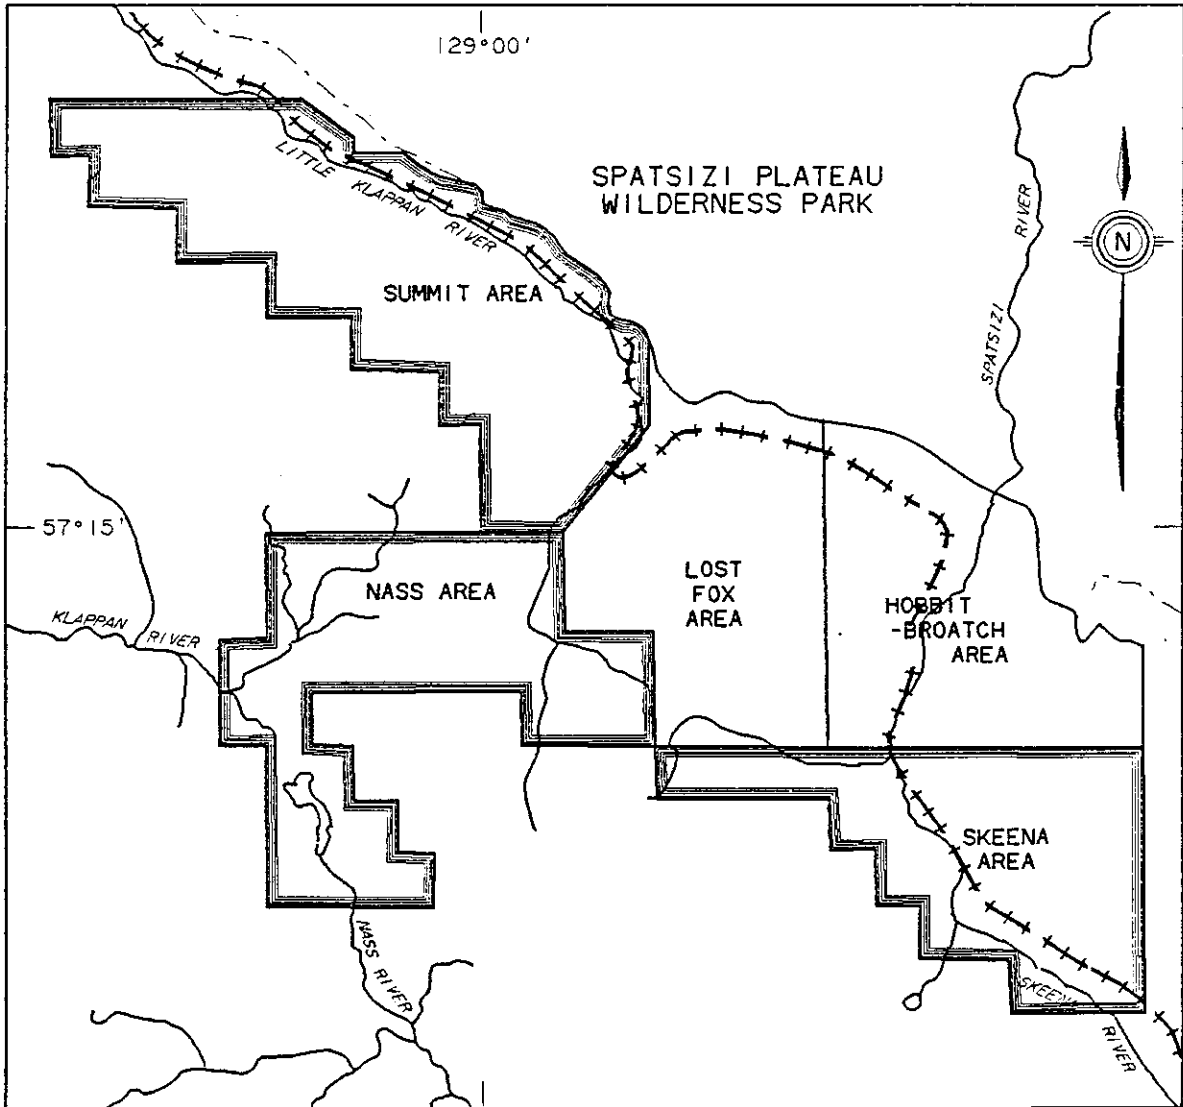 129°00'
SPATSIZI PLATEAU
WILDERNESS PARK
LITTLE KLAPPAN RIVER
SPATSIZI RIVER
N
SUMMIT AREA
57°15'
NASS AREA
LOST
FOX
AREA
HOBBIT
-BROATCH
AREA
KLAPPAN RIVER
SKEENA
AREA
NASS RIVER
SKEENA RIVER